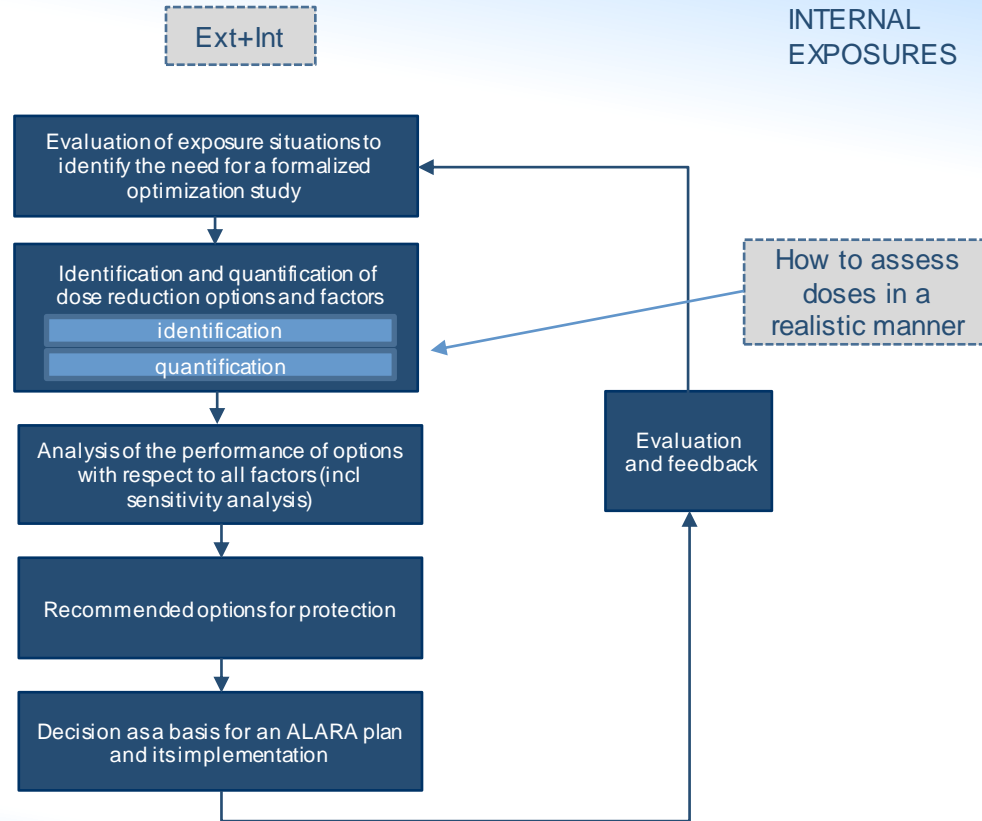 Ext+Int
INTERNAL
EXPOSURES
Evaluation of exposure situations to
identify the need for a formalized
optimization study
Identification and quantification of
dose reduction options and factors
identification
quantification
How to assess
doses in a
realistic manner
Analysis of the performance of options
with respect to all factors (incl
sensitivity analysis)
Evaluation
and feedback
Recommended options for protection
Decision as a basis for an ALARA plan
and its implementation